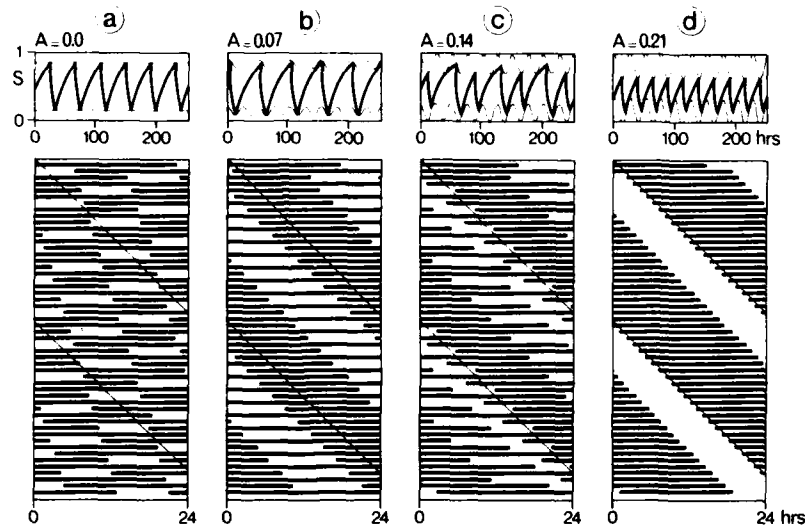 a b c d
A = 0.0 A = 0.07 A = 0.14 A = 0.21
1
S
0
0 100 200 0 100 200 0 100 200 0 100 200 hrs
0 24 0 24 0 24 0 24 hrs